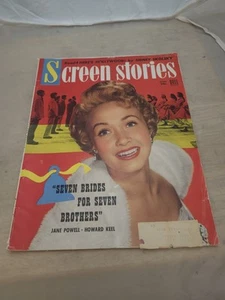 Screen stories
"SEVEN BRIDES
FOR SEVEN
BROTHERS"
JANE POWELL - HOWARD KEEL